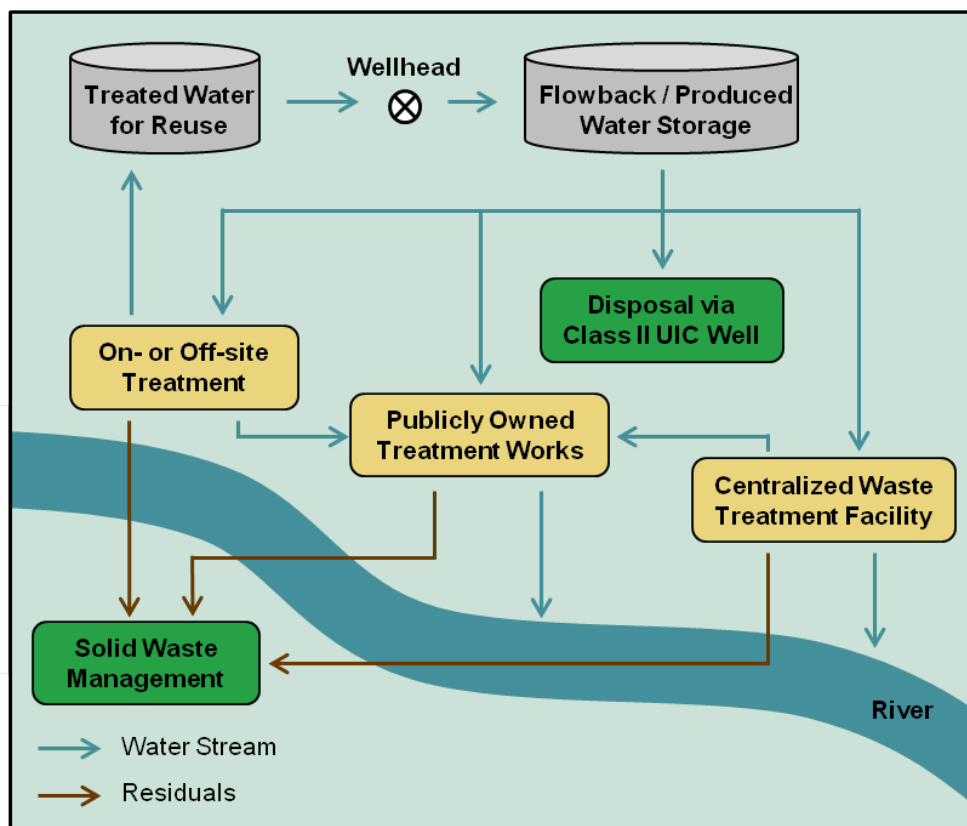 Wellhead
Treated Water
for Reuse
Flowback / Produced
Water Storage
Disposal via
Class II UIC Well
On- or Off-site
Treatment
Publicly Owned
Treatment Works
Centralized Waste
Treatment Facility
Solid Waste
Management
River
Water Stream
Residuals